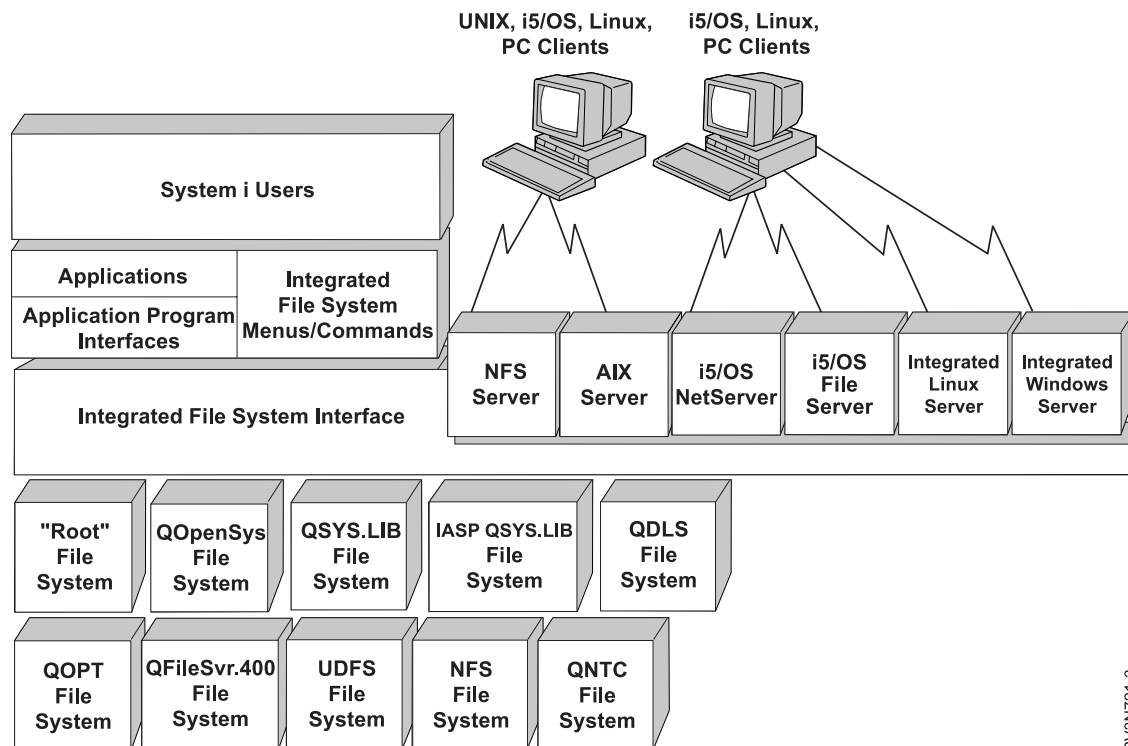 UNIX, i5/OS, Linux,
PC Clients
i5/OS, Linux,
PC Clients
System i Users
Applications
Application Program
Interfaces
Integrated
File System
Menus/Commands
NFS
Server
AIX
Server
i5/OS
NetServer
i5/OS
File
Server
Integrated
Linux
Server
Integrated
Windows
Server
Integrated File System Interface
"Root"
File
System
QOpenSys
File
System
QSYS.LIB
File
System
IASP QSYS.LIB
File
System
QDLS
File
System
QOPT
File
System
QFileSvr.400
File
System
UDFS
File
System
NFS
File
System
QNTC
File
System